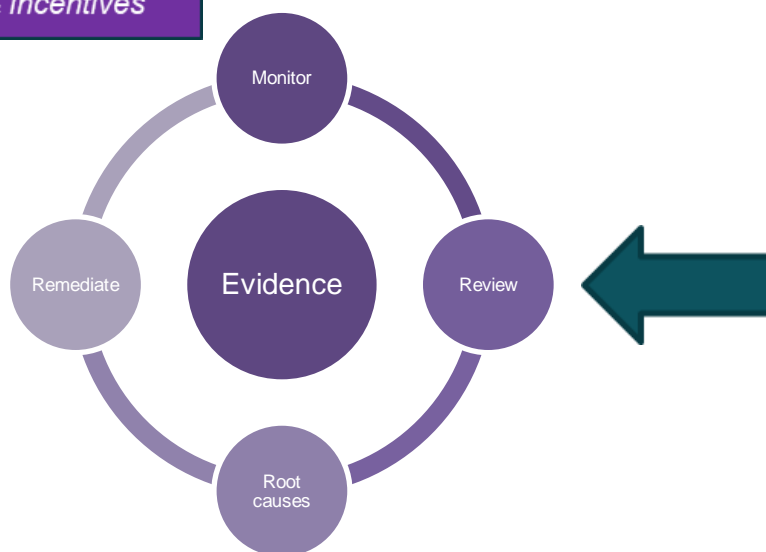 incentives
Monitor
Remediate
Evidence
Review
Root
causes